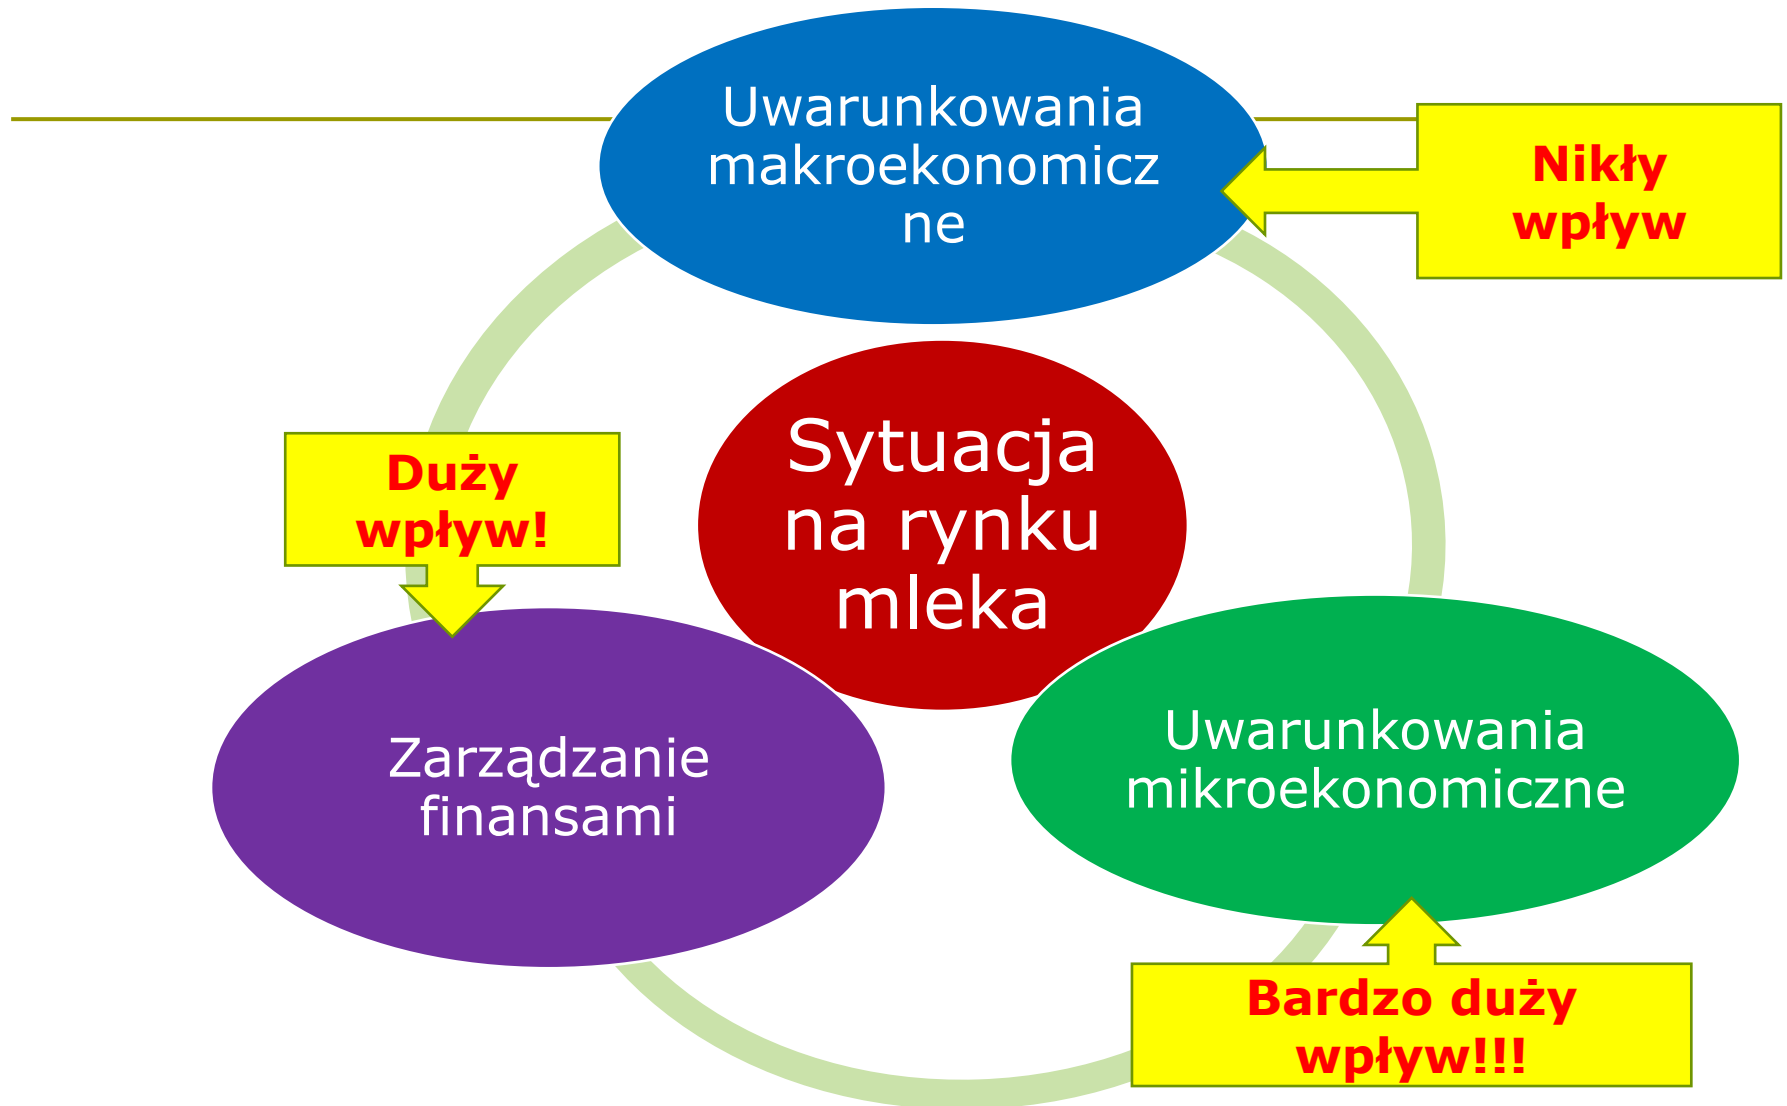 Uwarunkowania
makroekonomicz
ne
Nikły
wpływ
Sytuacja
na rynku
mleka
Duży
wpływ!
Zarządzanie
finansami
Uwarunkowania
mikroekonomiczne
Bardzo duży
wpływ!!!